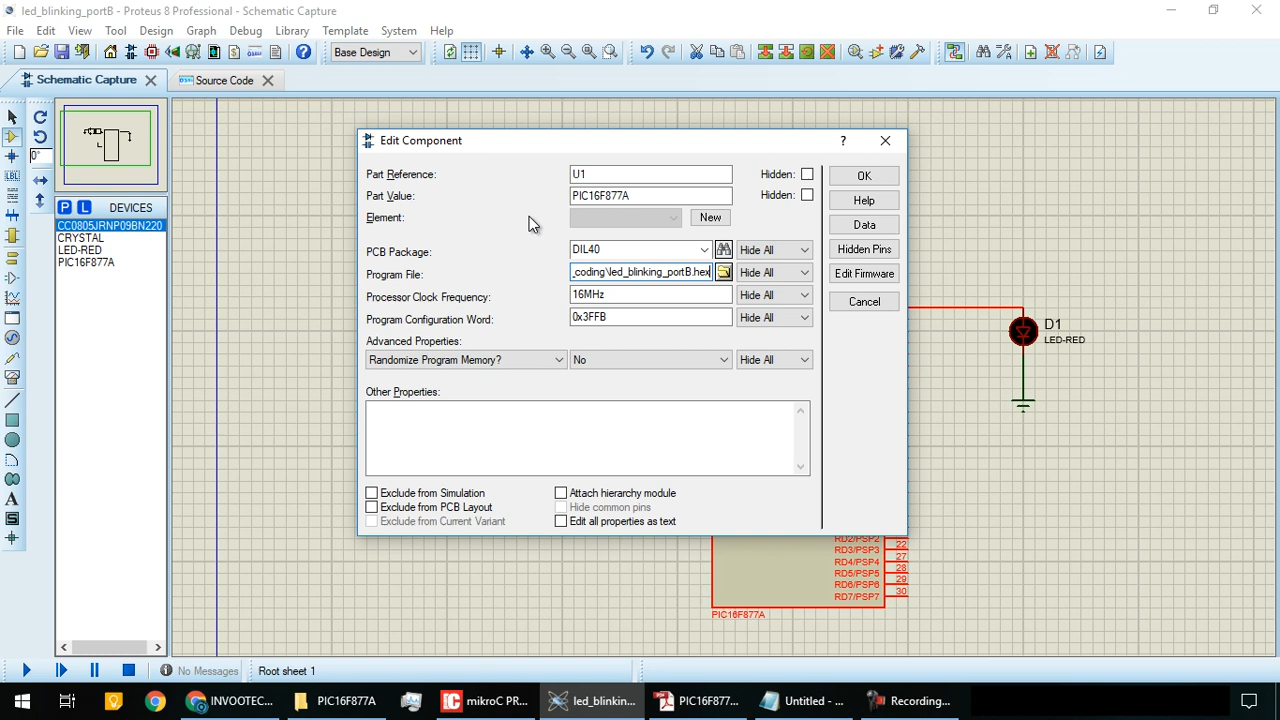 led_blinking_portB - Proteus 8 Professional - Schematic Capture
File Edit View Tool Design Graph Debug Library Template System Help
Base Design
Schematic Capture Source Code
0°
LBL
P L DEVICES
CC0805JRNP09BN220
CRYSTAL
LED-RED
PIC16F877A
A
Edit Component
?
Part Reference: U1 Hidden: OK
Part Value: PIC16F877A Hidden: Help
Element: New Data
PCB Package: DIL40 Hide All Hidden Pins
Program File: _coding\led_blinking_portB.hex Hide All Edit Firmware
Processor Clock Frequency: 16MHz Hide All Cancel
Program Configuration Word: 0x3FFB Hide All
Advanced Properties:
Randomize Program Memory? No Hide All
Other Properties:
Exclude from Simulation Attach hierarchy module
Exclude from PCB Layout Hide common pins
Exclude from Current Variant Edit all properties as text
D1
LED-RED
RD2/PSP2
RD3/PSP3 22
RD4/PSP4 27
RD5/PSP5 28
RD6/PSP6 29
RD7/PSP7 30
PIC16F877A
No Messages Root sheet 1
INVOOTEC... PIC16F877A mikroC PR... led_blinkin... PIC16F877... Untitled - ... Recording...